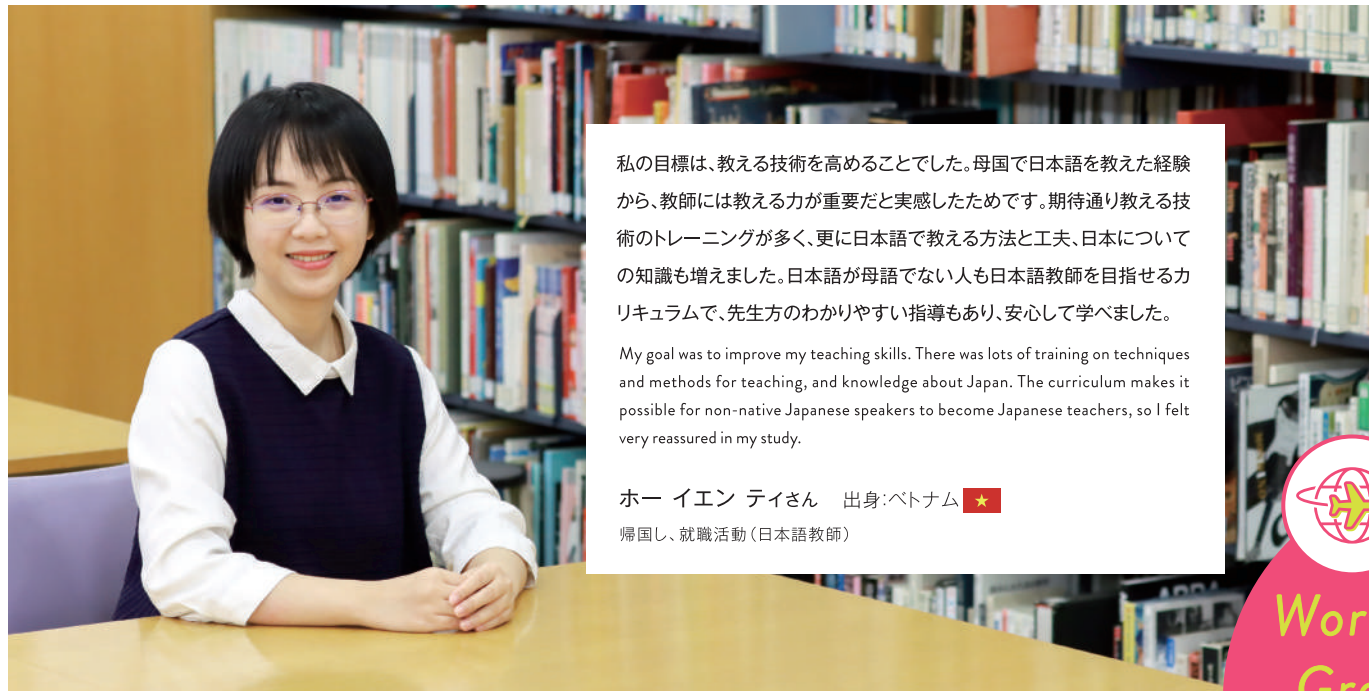 私の目標は、教える技術を高めることでした。母国で日本語を教えた経験
から、教師には教える力が重要だと実感したためです。期待通り教える技
術のトレーニングが多く、更に日本語で教える方法と工夫、日本について
の知識も増えました。日本語が母語でない人も日本語教師を目指せるカ
リキュラムで、先生方のわかりやすい指導もあり、安心して学べました。
My goal was to improve my teaching skills. There was lots of training on techniques
and methods for teaching, and knowledge about Japan. The curriculum makes it
possible for non-native Japanese speakers to become Japanese teachers, so I felt
very reassured in my study.
ホー イエン ティさん 出身:ベトナム
帰国し、就職活動（日本語教師）
Wor
Gra